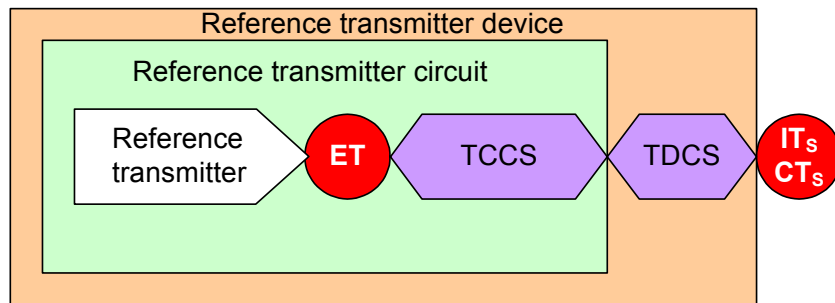 Reference transmitter device
Reference transmitter circuit
Reference
transmitter
ET
TCCS
TDCS
ITS
CTS